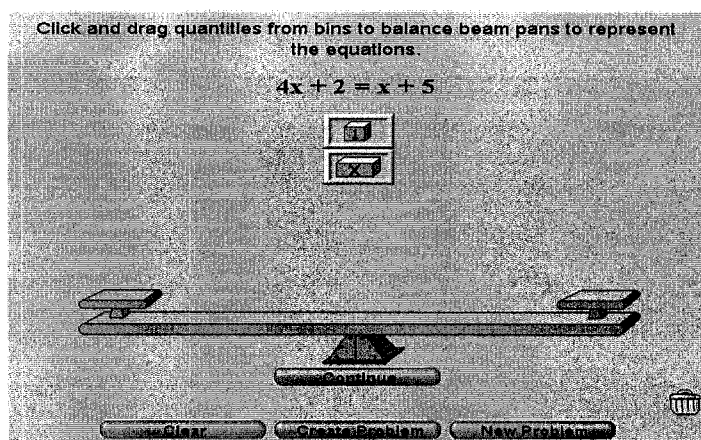 Click and drag quantities from bins to balance beam pans to represent
the equations.
4x + 2 = x + 5
1
X
Continue
Clear
Create Problem
New Problem